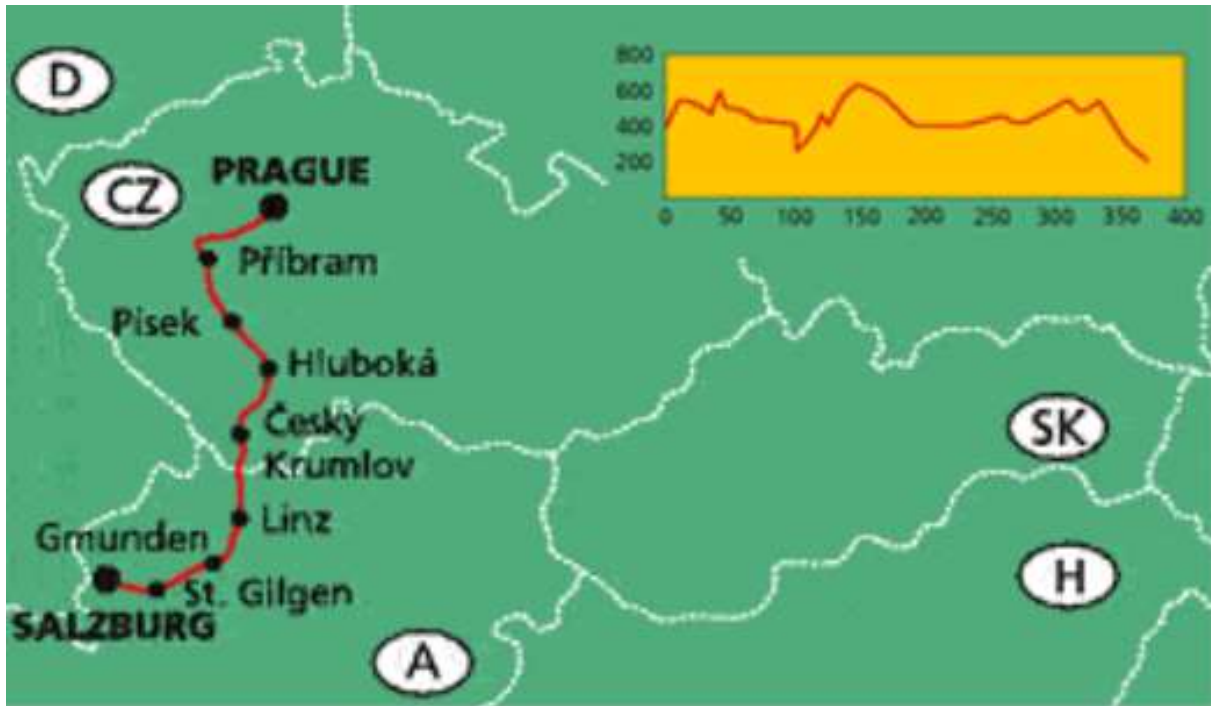 D
CZ
PRAGUE
Příbram
Písek
Hluboká
Český
Krumlov
Linz
Gmunden
St. Gilgen
SALZBURG
A
SK
H
800
600
400
200
0 50 100 150 200 250 300 350 400